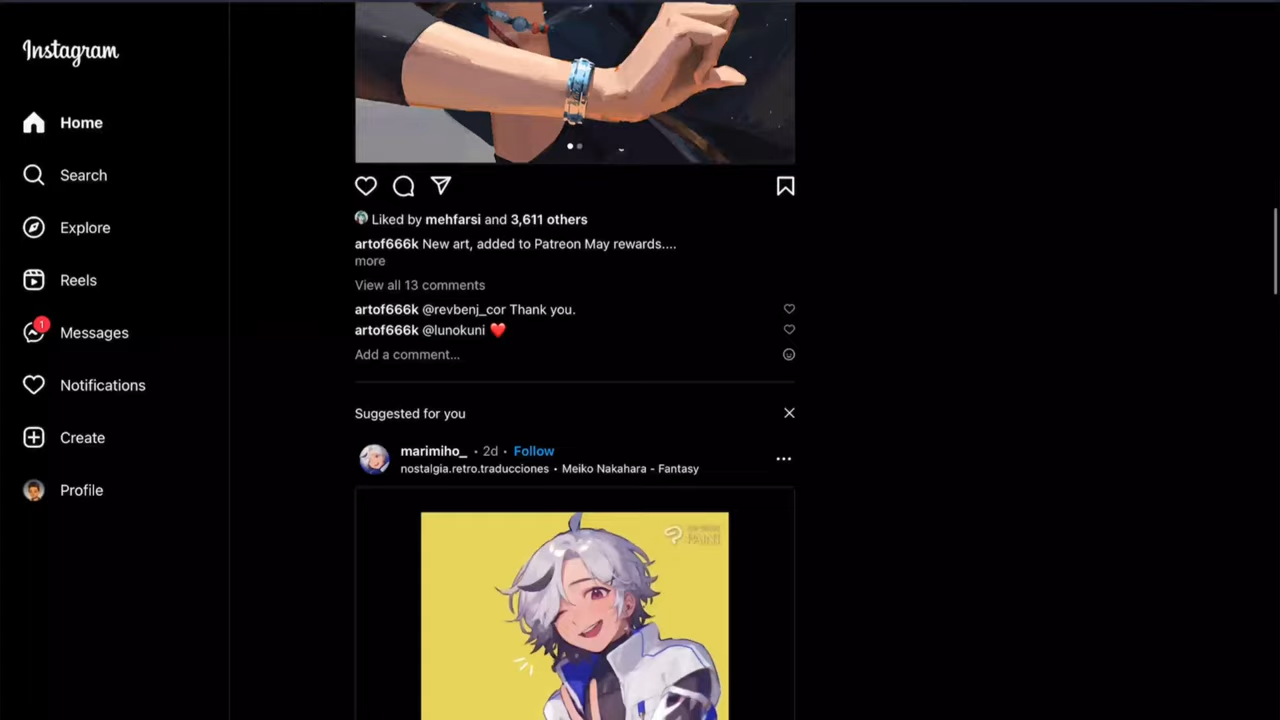 Instagram
Home
Search
Explore
Reels
1
Messages
Notifications
Create
Profile
Liked by mehfarsi and 3,611 others
artof666k New art, added to Patreon May rewards....
more
View all 13 comments
artof666k @revbenj_cor Thank you.
artof666k @lunokuni ❤️
Add a comment...
Suggested for you
marimiho_ • 2d • Follow
nostalgia.retro.traducciones • Meiko Nakahara - Fantasy